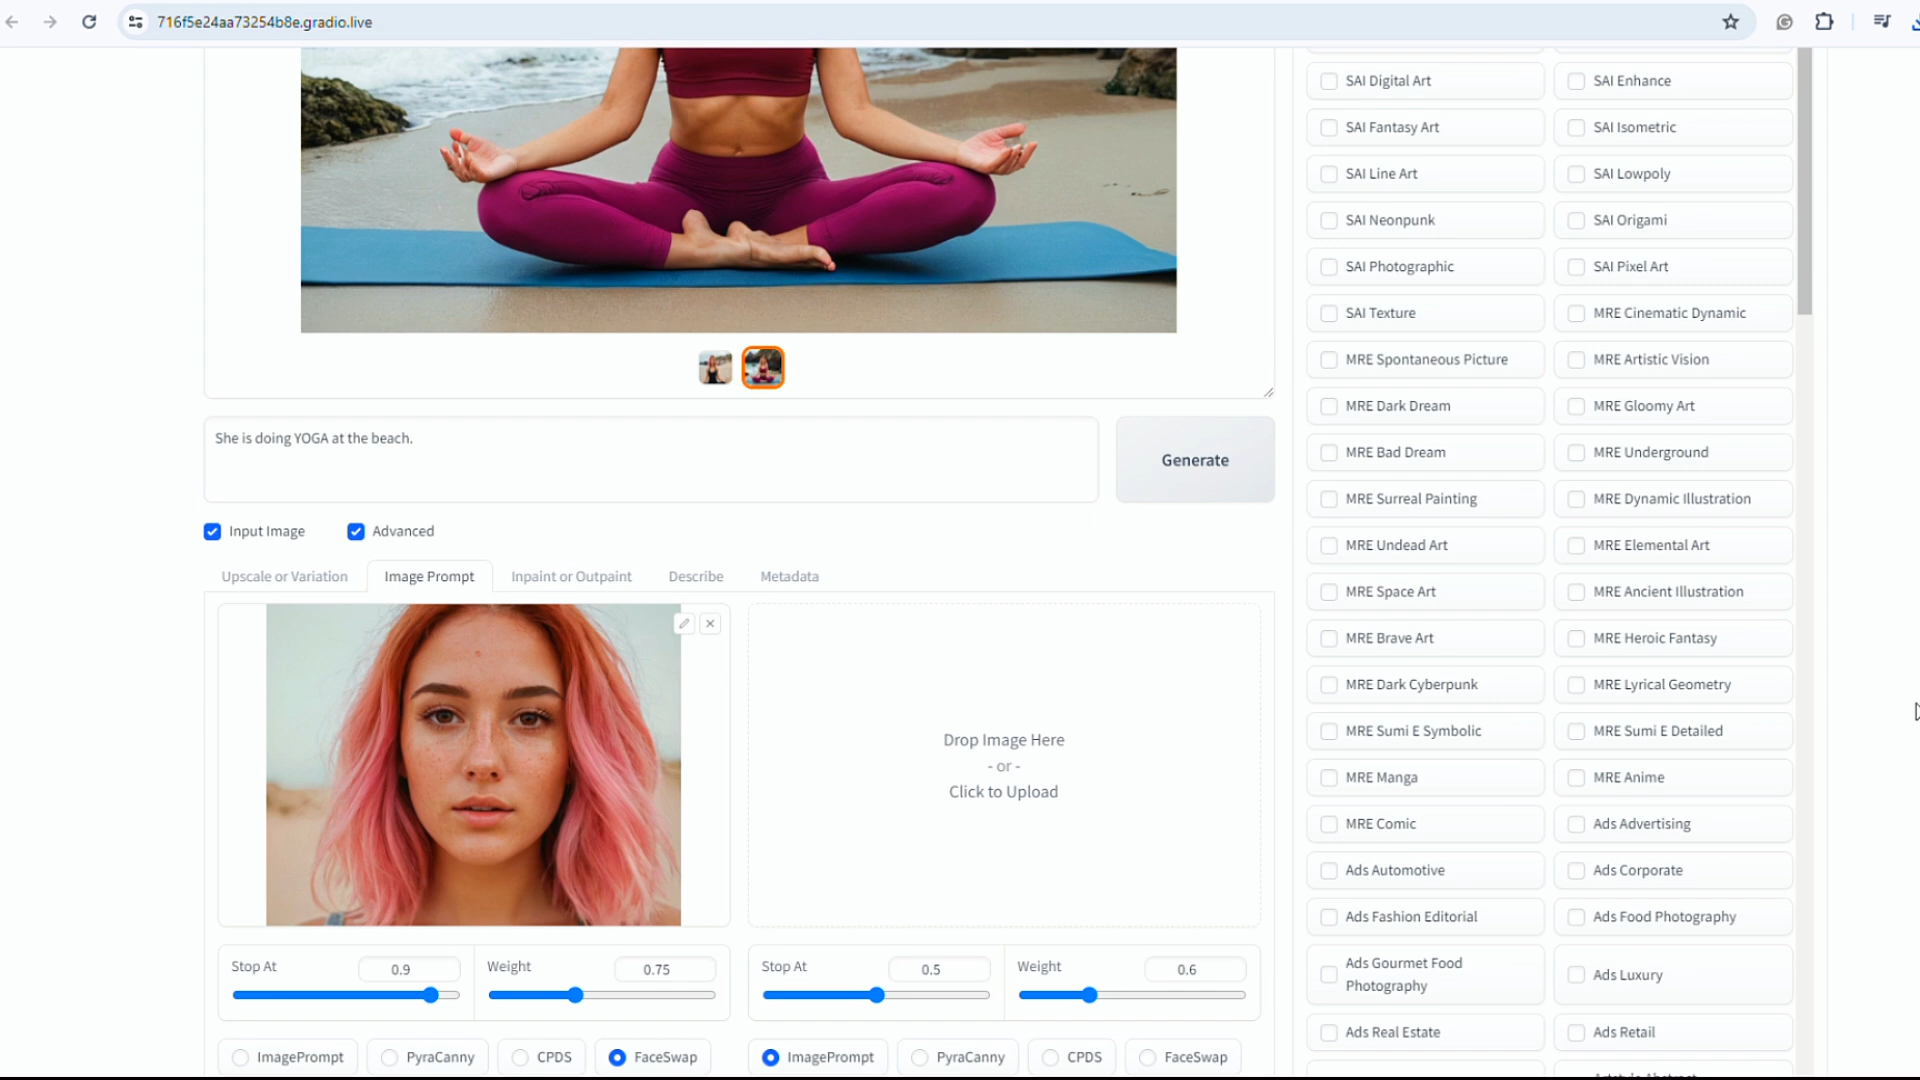 716f5e24aa73254b8e.gradio.live
She is doing YOGA at the beach.
Generate
Input Image
Advanced
Upscale or Variation
Image Prompt
Inpaint or Outpaint
Describe
Metadata
Drop Image Here
- or -
Click to Upload
Stop At
0.9
Weight
0.75
Stop At
0.5
Weight
0.6
ImagePrompt
PyraCanny
CPDS
FaceSwap
ImagePrompt
PyraCanny
CPDS
FaceSwap
SAI Digital Art
SAI Enhance
SAI Fantasy Art
SAI Isometric
SAI Line Art
SAI Lowpoly
SAI Neonpunk
SAI Origami
SAI Photographic
SAI Pixel Art
SAI Texture
MRE Cinematic Dynamic
MRE Spontaneous Picture
MRE Artistic Vision
MRE Dark Dream
MRE Gloomy Art
MRE Bad Dream
MRE Underground
MRE Surreal Painting
MRE Dynamic Illustration
MRE Undead Art
MRE Elemental Art
MRE Space Art
MRE Ancient Illustration
MRE Brave Art
MRE Heroic Fantasy
MRE Dark Cyberpunk
MRE Lyrical Geometry
MRE Sumi E Symbolic
MRE Sumi E Detailed
MRE Manga
MRE Anime
MRE Comic
Ads Advertising
Ads Automotive
Ads Corporate
Ads Fashion Editorial
Ads Food Photography
Ads Gourmet Food
Photography
Ads Luxury
Ads Real Estate
Ads Retail